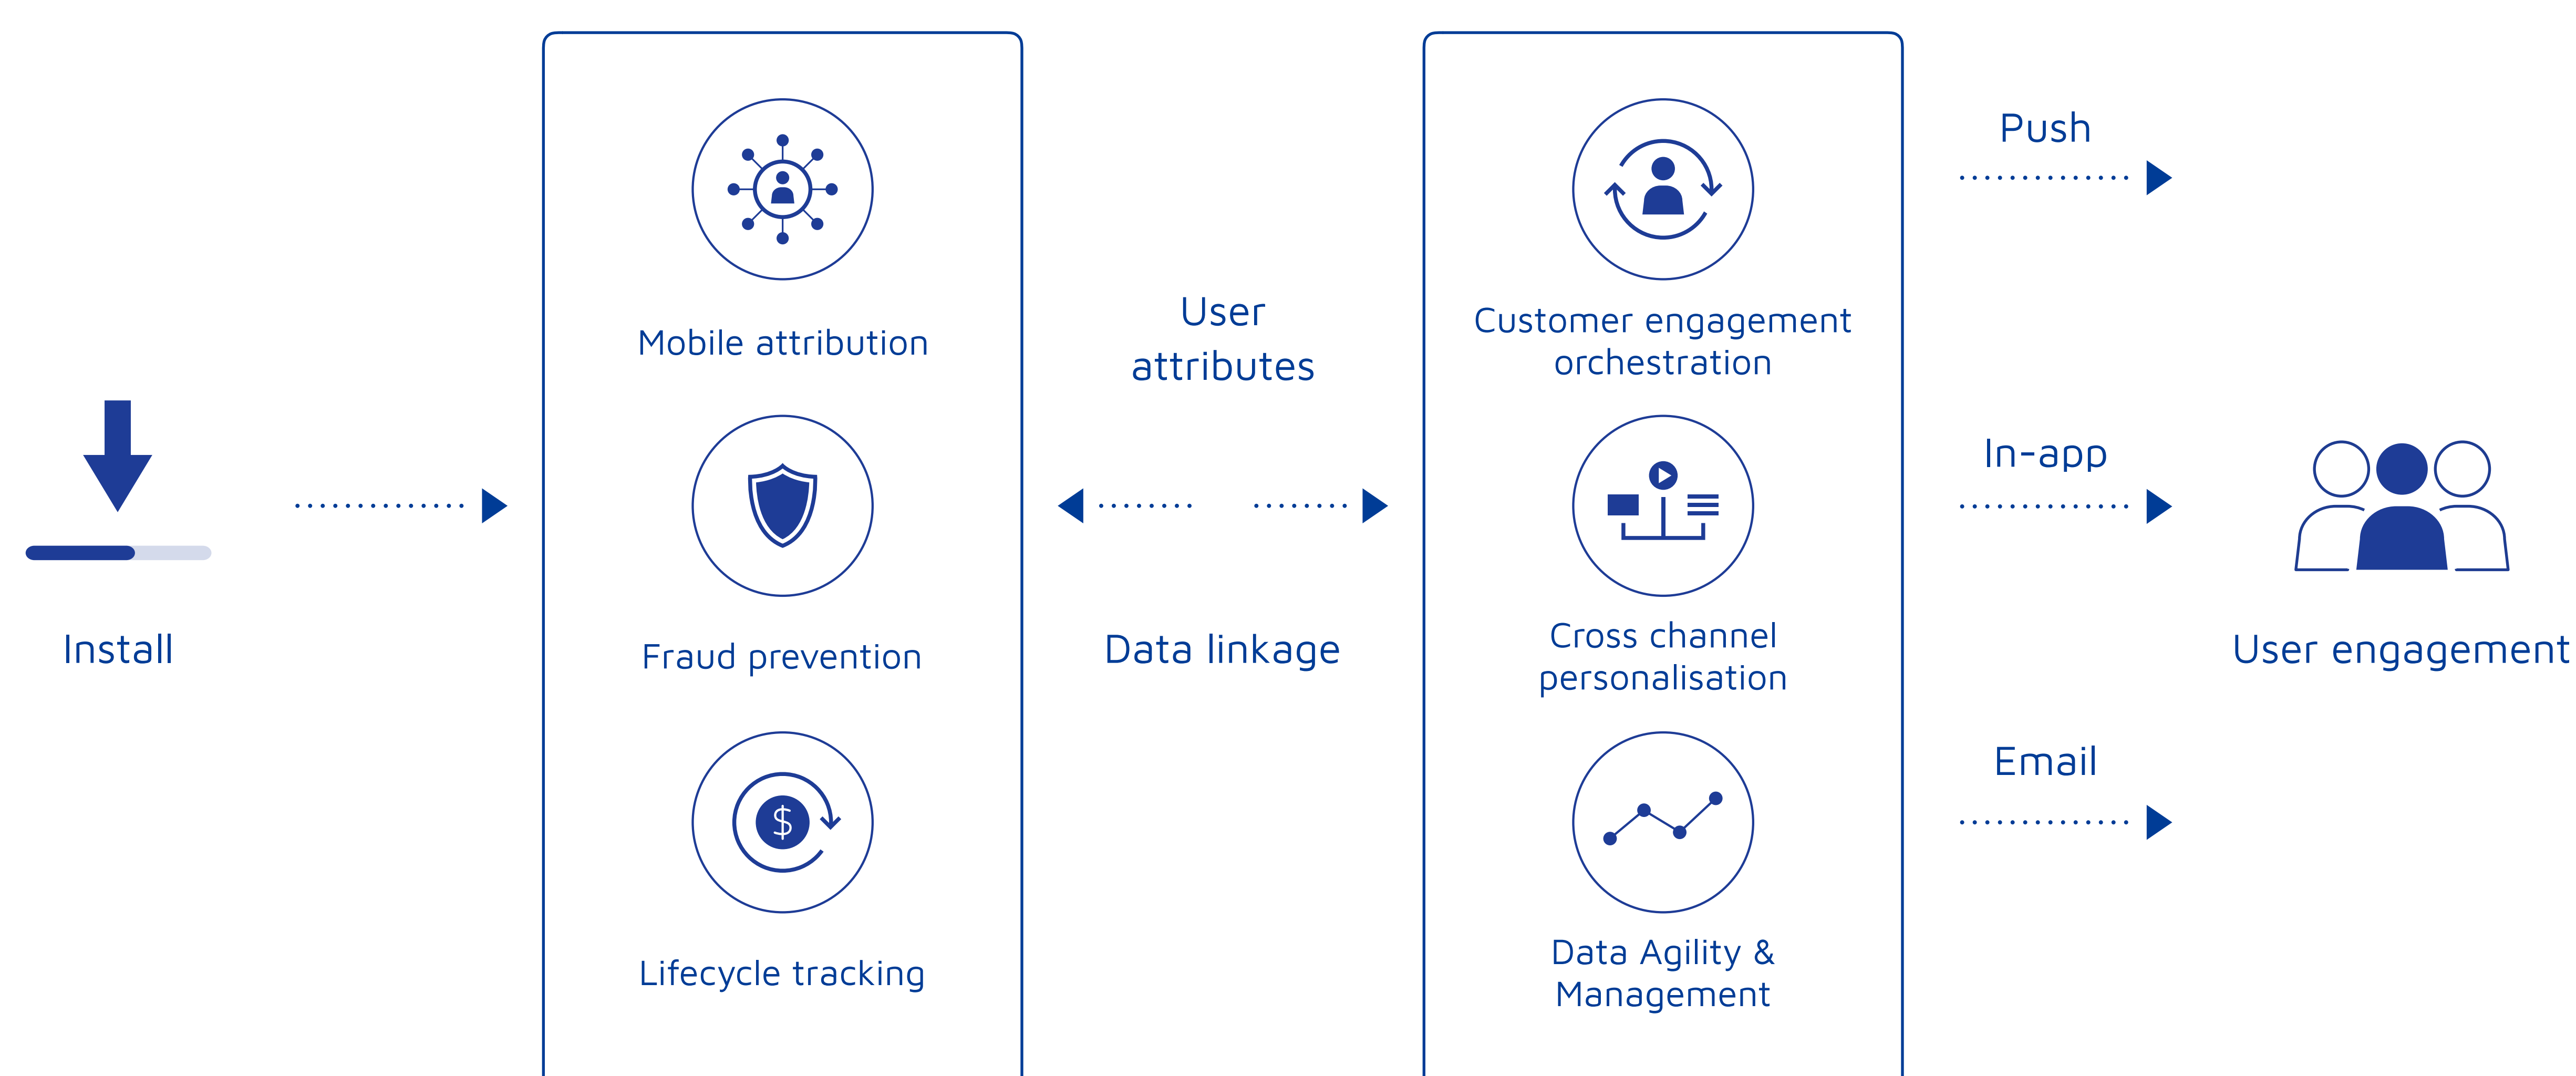 Install
Mobile attribution
Fraud prevention
$
Lifecycle tracking
User
attributes
Data linkage
Customer engagement
orchestration
Cross channel
personalisation
Data Agility &
Management
Push
In-app
Email
User engagement